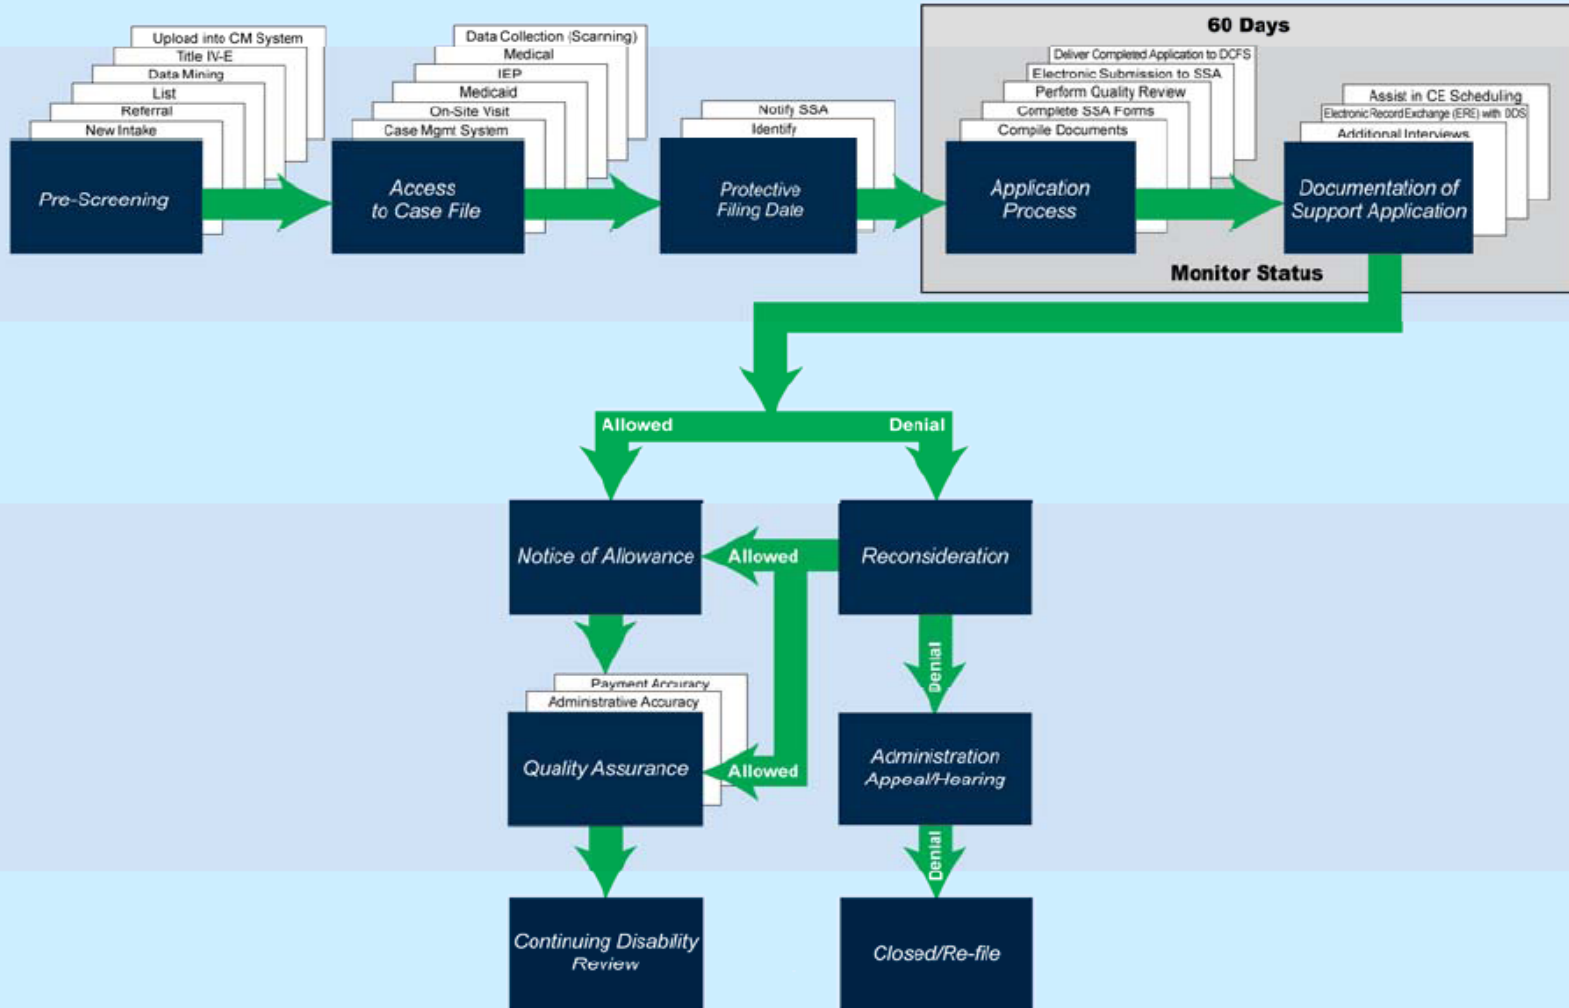 60 Days
Upload into CM System
Title IV-E
Data Mining
List
Referral
New Intake
Pre-Screening
Data Collection (Scanning)
Medical
IEP
Medicaid
On-Site Visit
Case Mgmt System
Access
to Case File
Notify SSA
Identify
Protective
Filing Date
Deliver Completed Application to DCFS
Electronic Submission to SSA
Perform Quality Review
Complete SSA Forms
Compile Documents
Application
Process
Assist in CE Scheduling
Electronic Record Exchange (ERE) with DDS
Additional Interviews
Documentation of
Support Application
Monitor Status
Allowed
Denial
Notice of Allowance
Allowed
Reconsideration
Denial
Payment Accuracy
Administrative Accuracy
Quality Assurance
Allowed
Administration
Appeal/Hearing
Denial
Continuing Disability
Review
Closed/Re-file